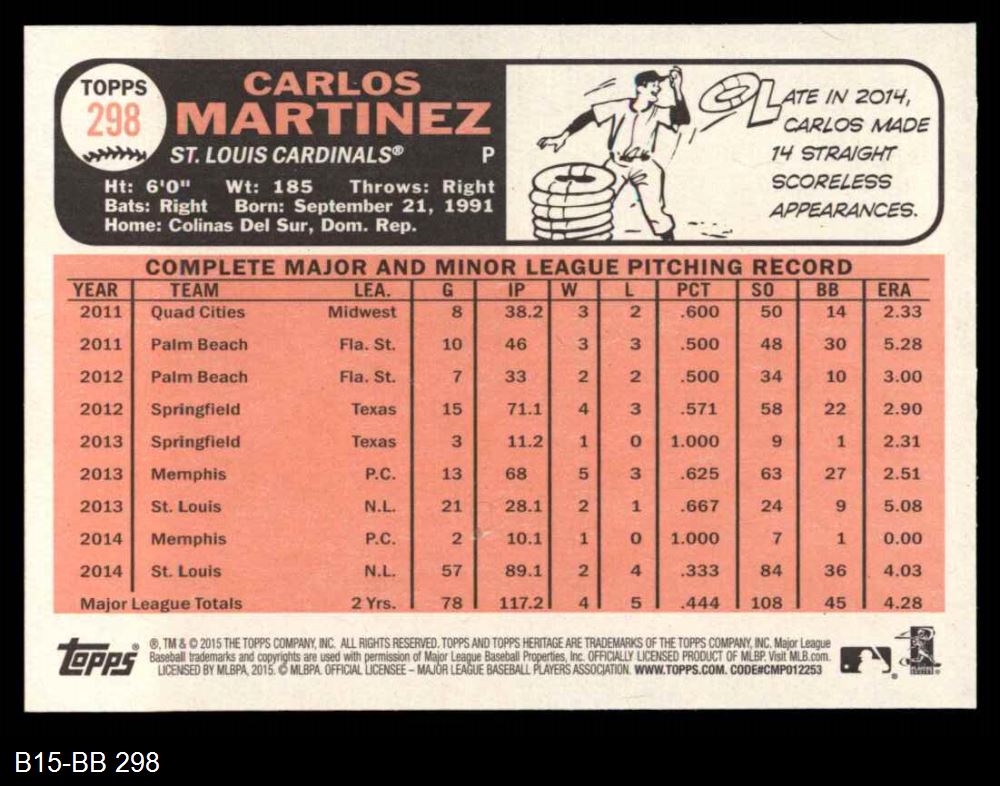 TOPPS
298
CARLOS
MARTINEZ
ST. LOUIS CARDINALS® P
Ht: 6'0" Wt: 185 Throws: Right
Bats: Right Born: September 21, 1991
Home: Colinas Del Sur, Dom. Rep.
LATE IN 2014,
CARLOS MADE
14 STRAIGHT
SCORELESS
APPEARANCES.
COMPLETE MAJOR AND MINOR LEAGUE PITCHING RECORD
YEAR TEAM LEA. G IP W L PCT SO BB ERA
2011 Quad Cities Midwest 8 38.2 3 2 .600 50 14 2.33
2011 Palm Beach Fla. St. 10 46 3 3 .500 48 30 5.28
2012 Palm Beach Fla. St. 7 33 2 2 .500 34 10 3.00
2012 Springfield Texas 15 71.1 4 3 .571 58 22 2.90
2013 Springfield Texas 3 11.2 1 0 1.000 9 1 2.31
2013 Memphis P.C. 13 68 5 3 .625 63 27 2.51
2013 St. Louis N.L. 21 28.1 2 1 .667 24 9 5.08
2014 Memphis P.C. 2 10.1 1 0 1.000 7 1 0.00
2014 St. Louis N.L. 57 89.1 2 4 .333 84 36 4.03
Major League Totals 2 Yrs. 78 117.2 4 5 .444 108 45 4.28
Topps®
®, TM & © 2015 THE TOPPS COMPANY, INC. ALL RIGHTS RESERVED. TOPPS AND TOPPS HERITAGE ARE TRADEMARKS OF THE TOPPS COMPANY, INC. Major League
Baseball trademarks and copyrights are used with permission of Major League Baseball Properties, Inc. OFFICIALLY LICENSED PRODUCT OF MLBP. Visit MLB.com.
LICENSED BY MLBPA, 2015. © MLBPA. OFFICIAL LICENSEE – MAJOR LEAGUE BASEBALL PLAYERS ASSOCIATION. WWW.TOPPS.COM. CODE#CMP012253
B15-BB 298